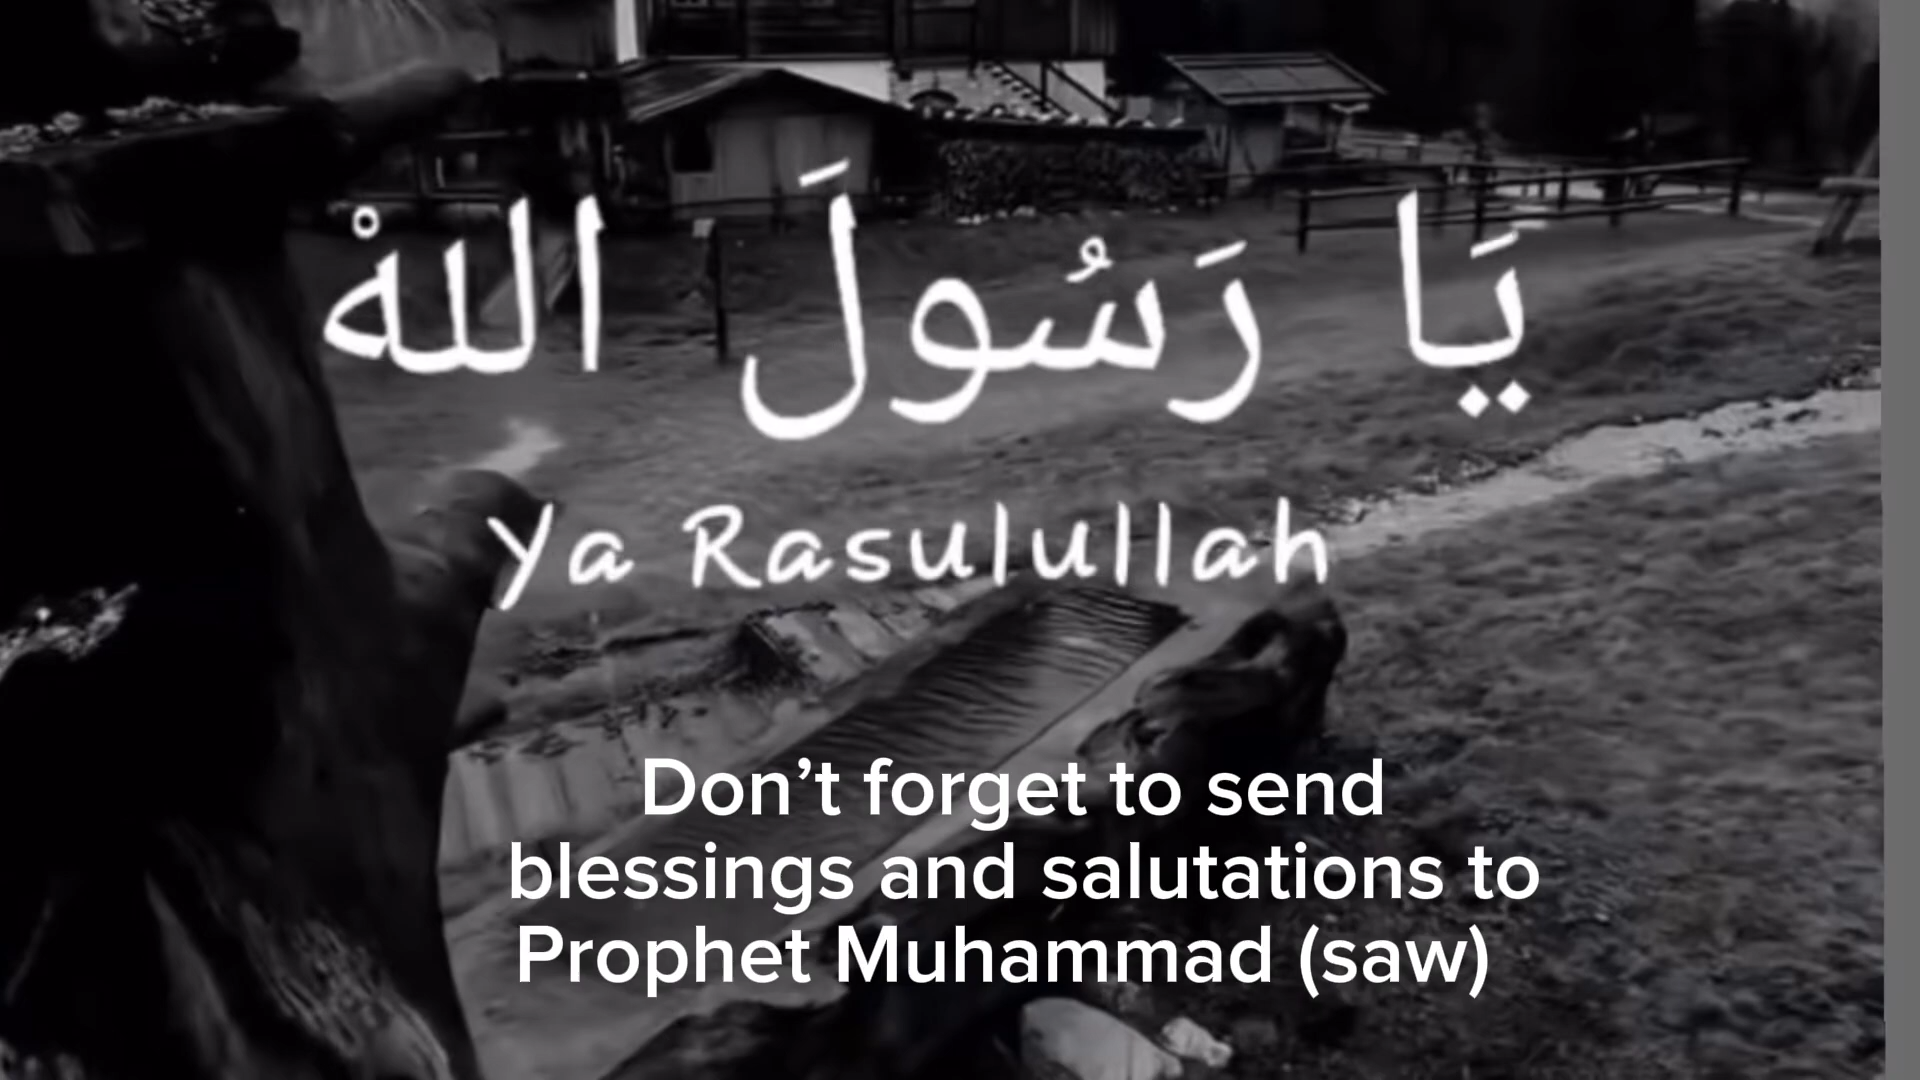 يَا رَسُولَ اللهْ
Ya Rasulullah
Don’t forget to send
blessings and salutations to
Prophet Muhammad (saw)